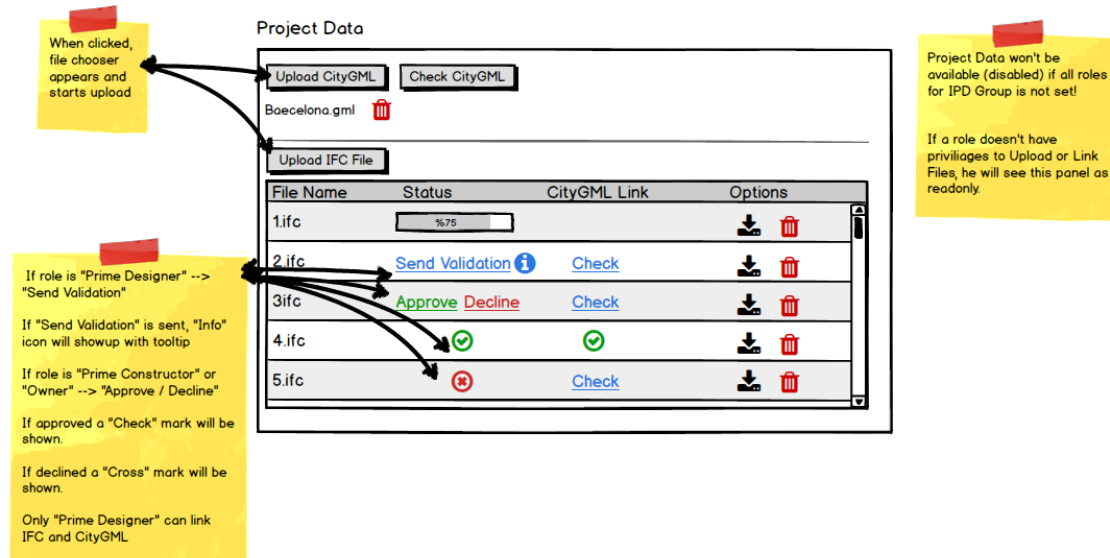 When clicked,
file chooser
appears and
starts upload
Project Data
Upload CityGML Check CityGML
Baecelona.gml
Upload IFC File
File Name Status CityGML Link Options
1.ifc %75
2.ifc Send Validation Check
3ifc Approve Decline Check
4.ifc
5.ifc Check
Project Data won't be
available (disabled) if all roles
for IPD Group is not set!
If a role doesn't have
priviliages to Upload or Link
Files, he will see this panel as
readonly.
If role is "Prime Designer" -->
"Send Validation"
If "Send Validation" is sent, "Info"
icon will showup with tooltip
If role is "Prime Constructor" or
"Owner" --> "Approve / Decline"
If approved a "Check" mark will be
shown.
If declined a "Cross" mark will be
shown.
Only "Prime Designer" can link
IFC and CityGML